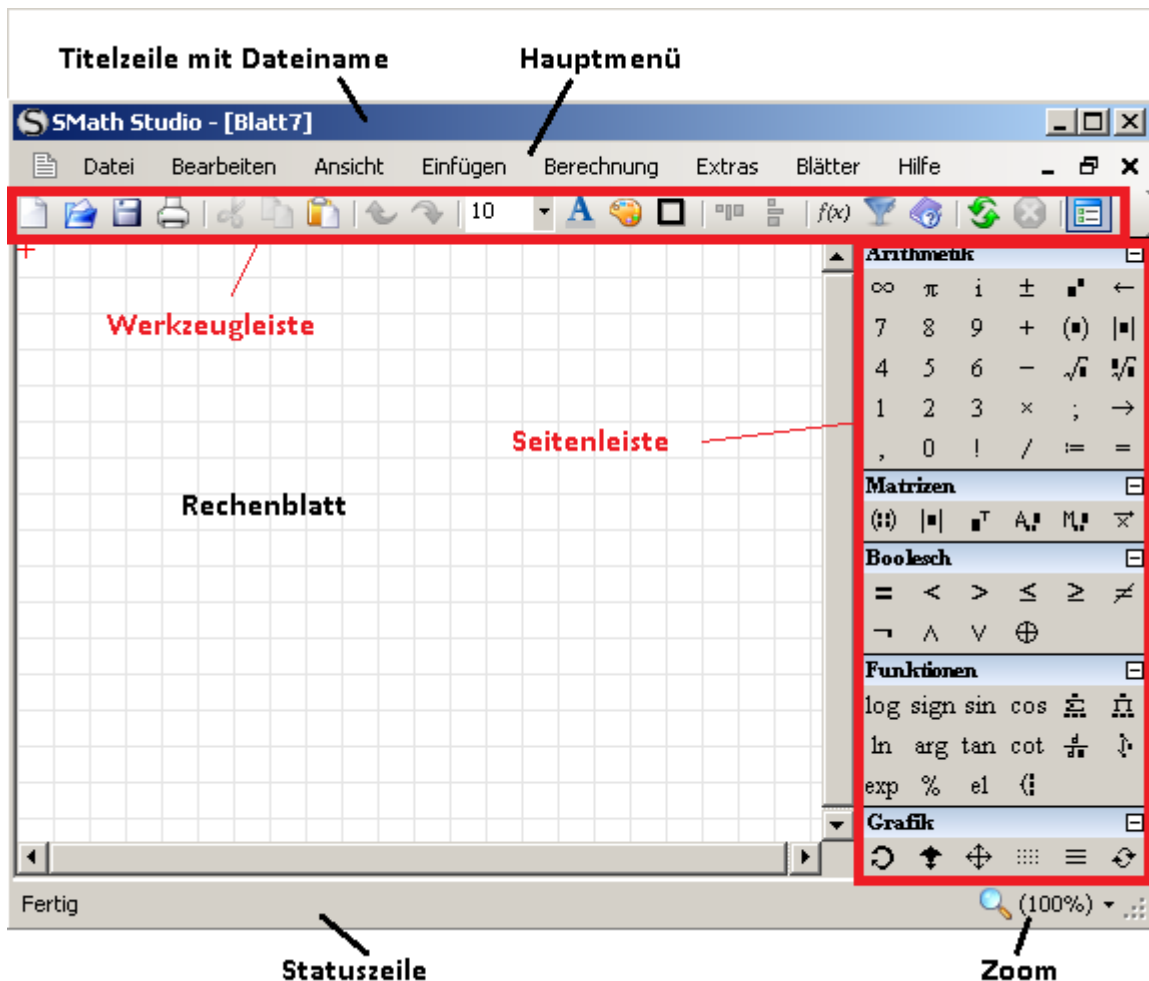 Titelzeile mit Dateiname Hauptmenü
SMath Studio - [Blatt7]
Datei Bearbeiten Ansicht Einfügen Berechnung Extras Blätter Hilfe
10 A f(x)
Arithmetik
∞ π i ± ←
Werkzeugleiste
7 8 9 + (■) |■|
4 5 6 − √■ ■√■
1 2 3 × ; →
Seitenleiste
, 0 ! / := =
Matrizen
Rechenblatt
|■| ■T A M x
Boolesch
= < > ≤ ≥ ≠
¬ ∧ ∨ ⊕
Funktionen
log sign sin cos Σ Π
ln arg tan cot d/d■ ∫
exp % el
Grafik
Fertig (100%)
Statuszeile Zoom